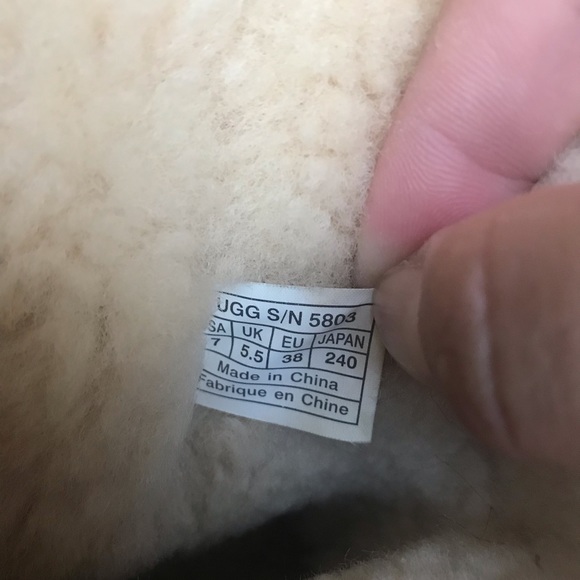 UGG S/N 5803
SA UK EU JAPAN
7 5.5 38 240
Made in China
Fabrique en Chine